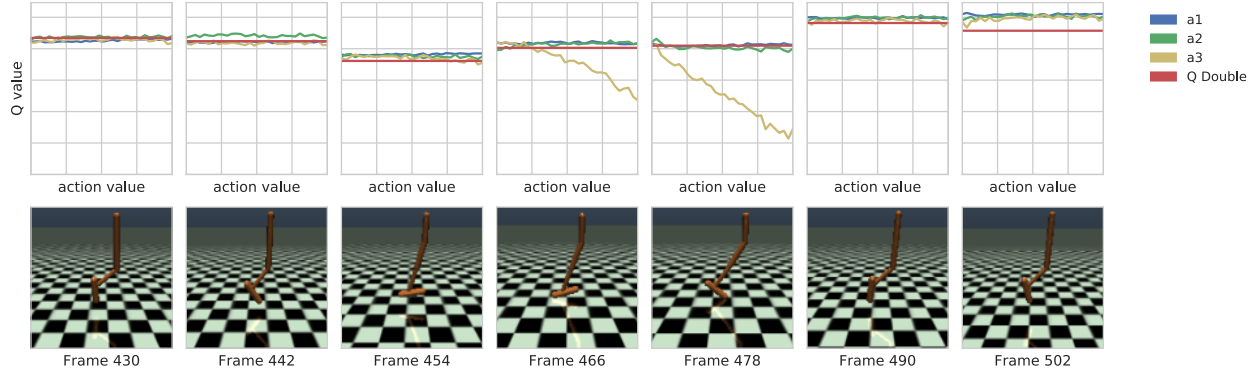 Q value
a1
a2
a3
Q Double
action value
action value
action value
action value
action value
action value
action value
Frame 430
Frame 442
Frame 454
Frame 466
Frame 478
Frame 490
Frame 502